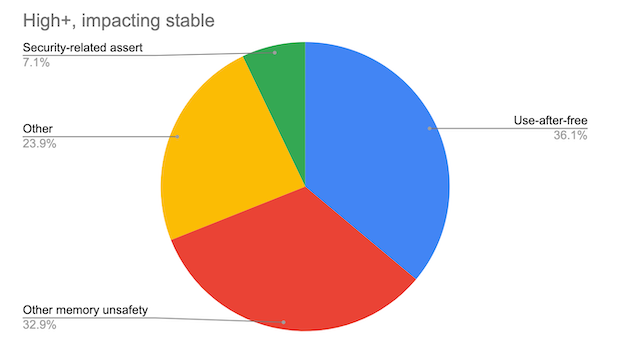 High+, impacting stable
Security-related assert
7.1%
Other
23.9%
Use-after-free
36.1%
Other memory unsafety
32.9%